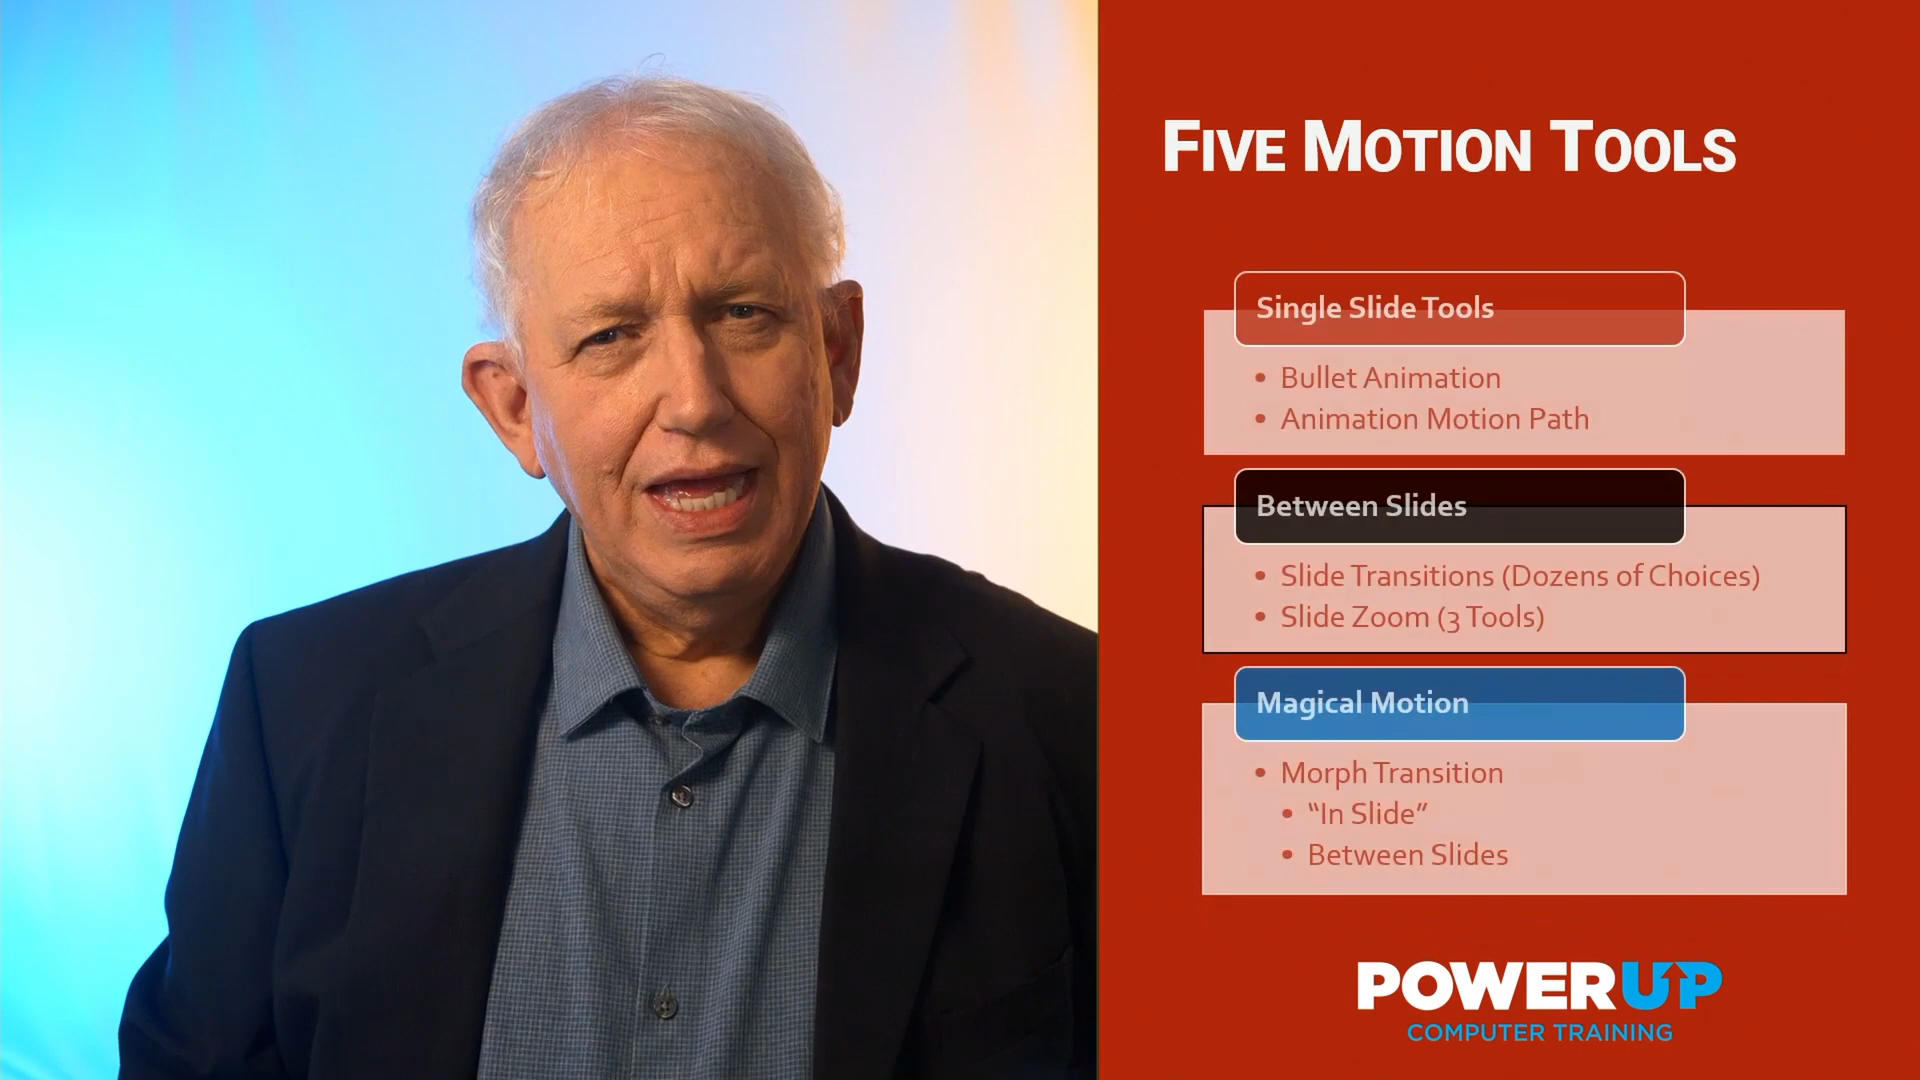 FIVE MOTION TOOLS
Single Slide Tools
• Bullet Animation
• Animation Motion Path
Between Slides
• Slide Transitions (Dozens of Choices)
• Slide Zoom (3 Tools)
Magical Motion
• Morph Transition
• “In Slide”
• Between Slides
POWERUP
COMPUTER TRAINING